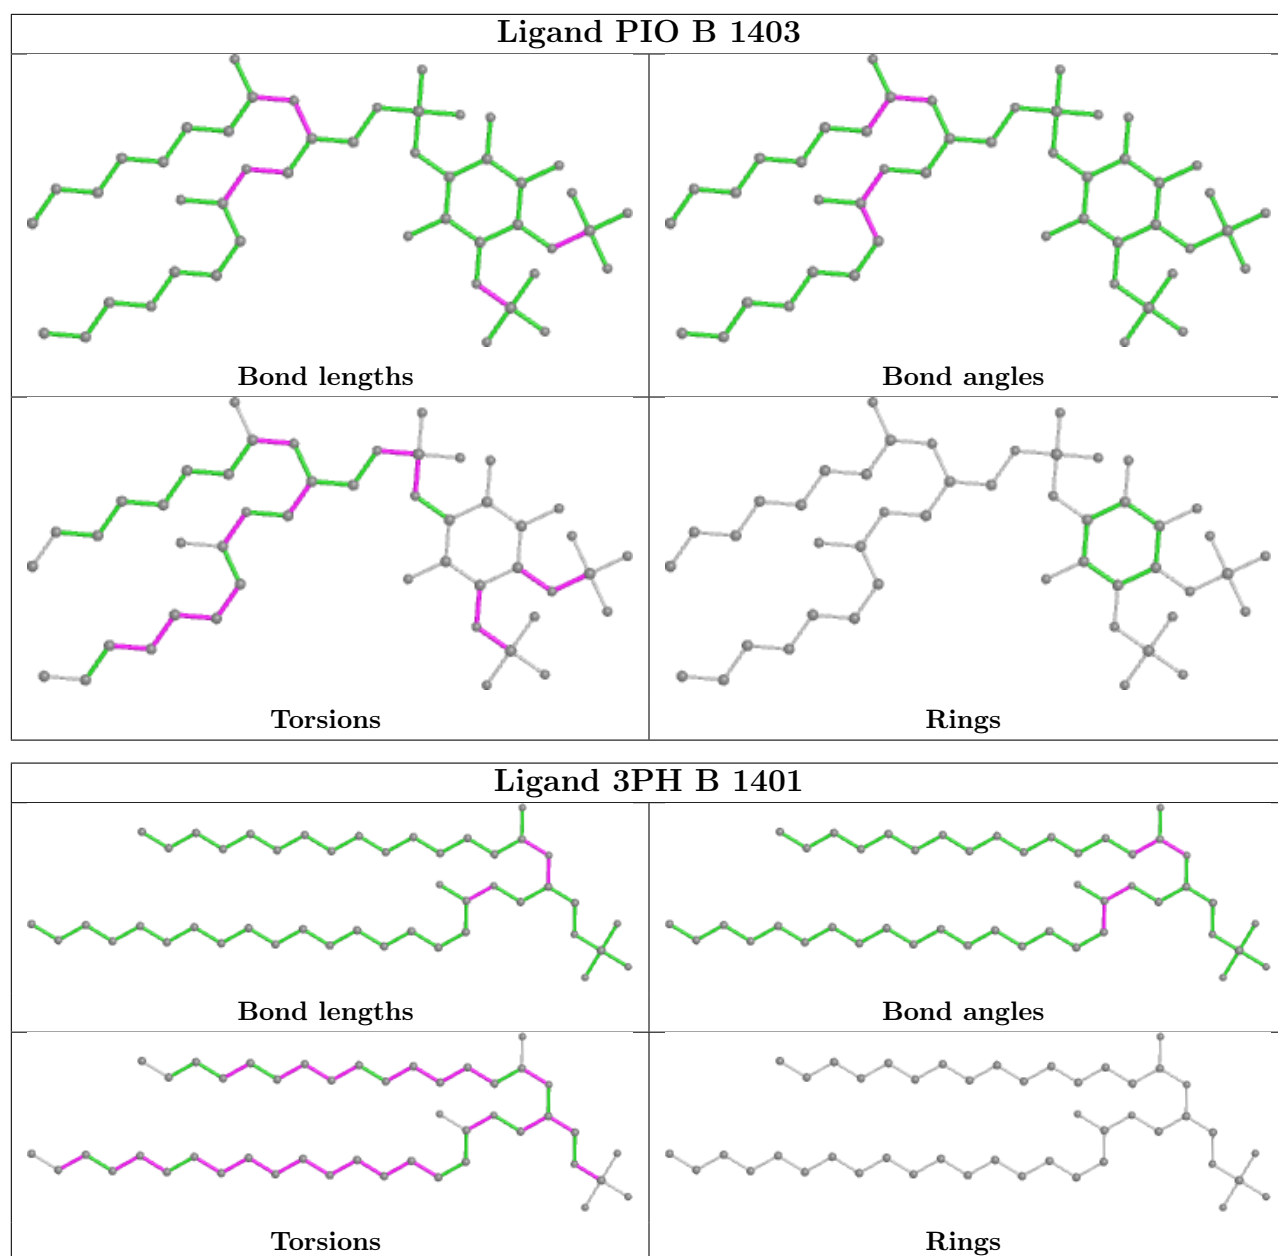 Ligand PIO B 1403
Bond lengths
Bond angles
Torsions
Rings
Ligand 3PH B 1401
Bond lengths
Bond angles
Torsions
Rings